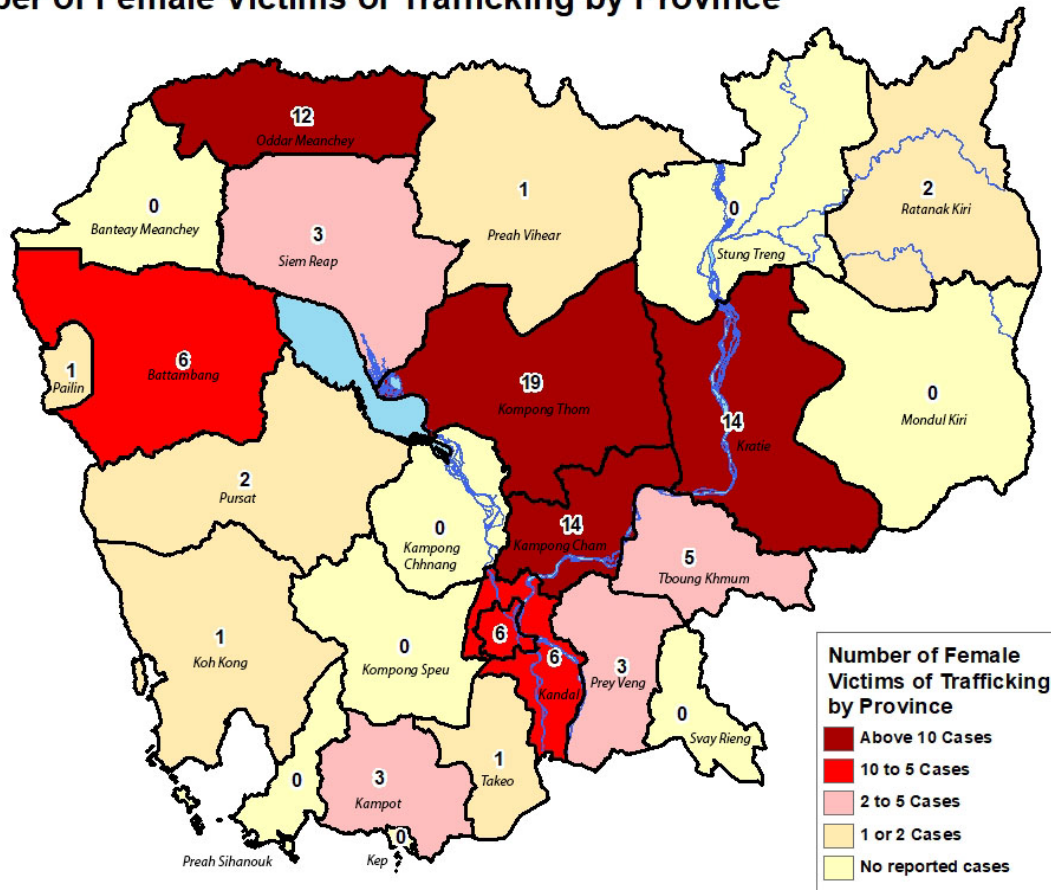 ber of Female Victims of Trafficking by Province
12
Oddar Meanchey
0
Banteay Meanchey
3
Siem Reap
1
Preah Vihear
0
Stung Treng
2
Ratanak Kiri
1
Pailin
6
Battambang
19
Kompong Thom
14
Kratie
0
Mondul Kiri
2
Pursat
0
Kampong
Chhnang
14
Kampong Cham
5
Tboung Khmum
1
Koh Kong
0
Kompong Speu
6
6
Kandal
3
Prey Veng
0
Svay Rieng
0
Preah Sihanouk
3
Kampot
0
Kep
1
Takeo
Number of Female
Victims of Trafficking
by Province
Above 10 Cases
10 to 5 Cases
2 to 5 Cases
1 or 2 Cases
No reported cases